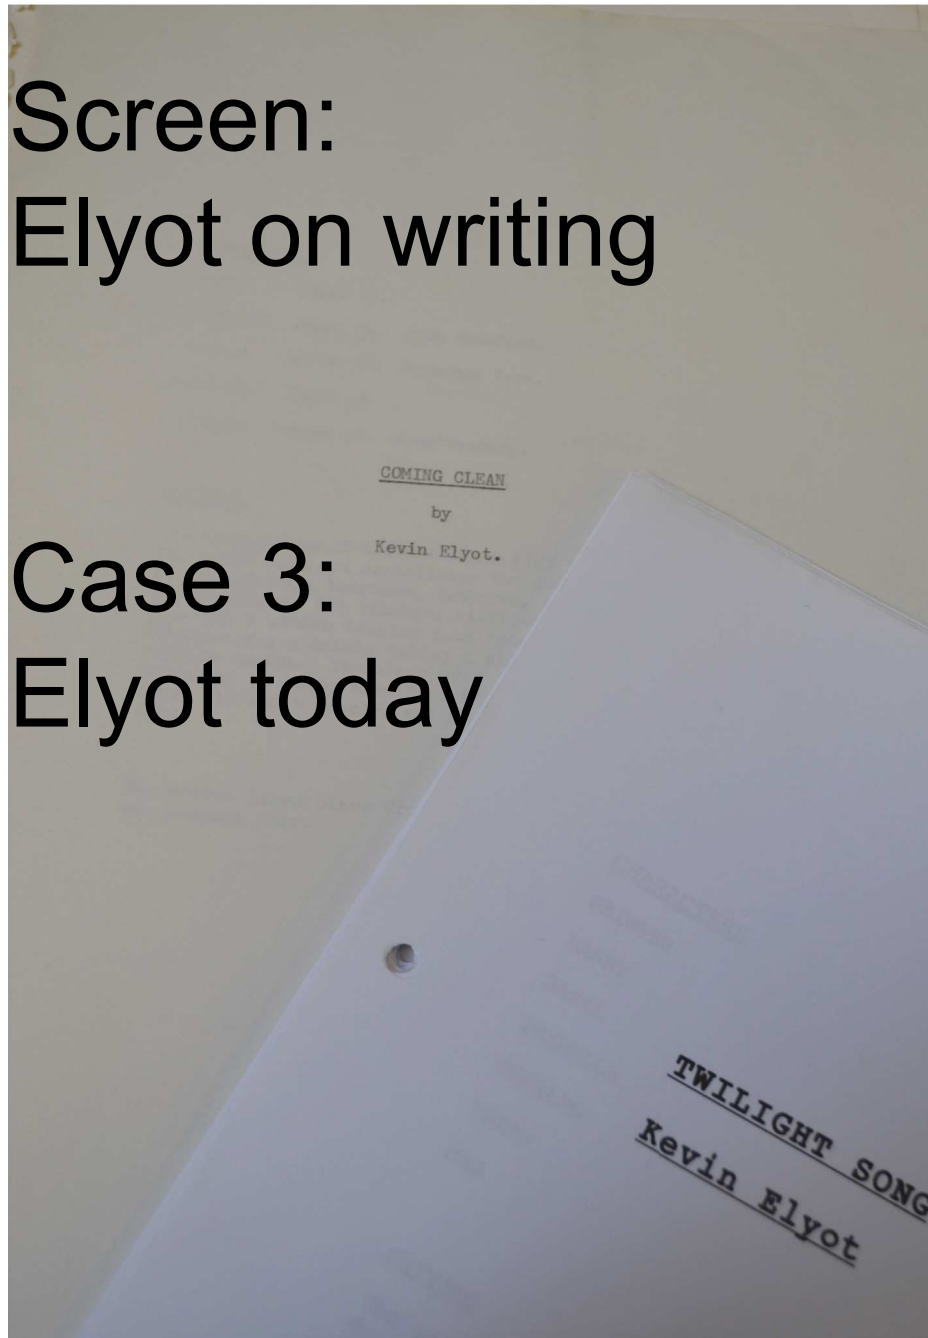 Screen:
Elyot on writing
COMING CLEAN
by
Kevin Elyot.
Case 3:
Elyot today
TWILIGHT SONG
Kevin Elyot